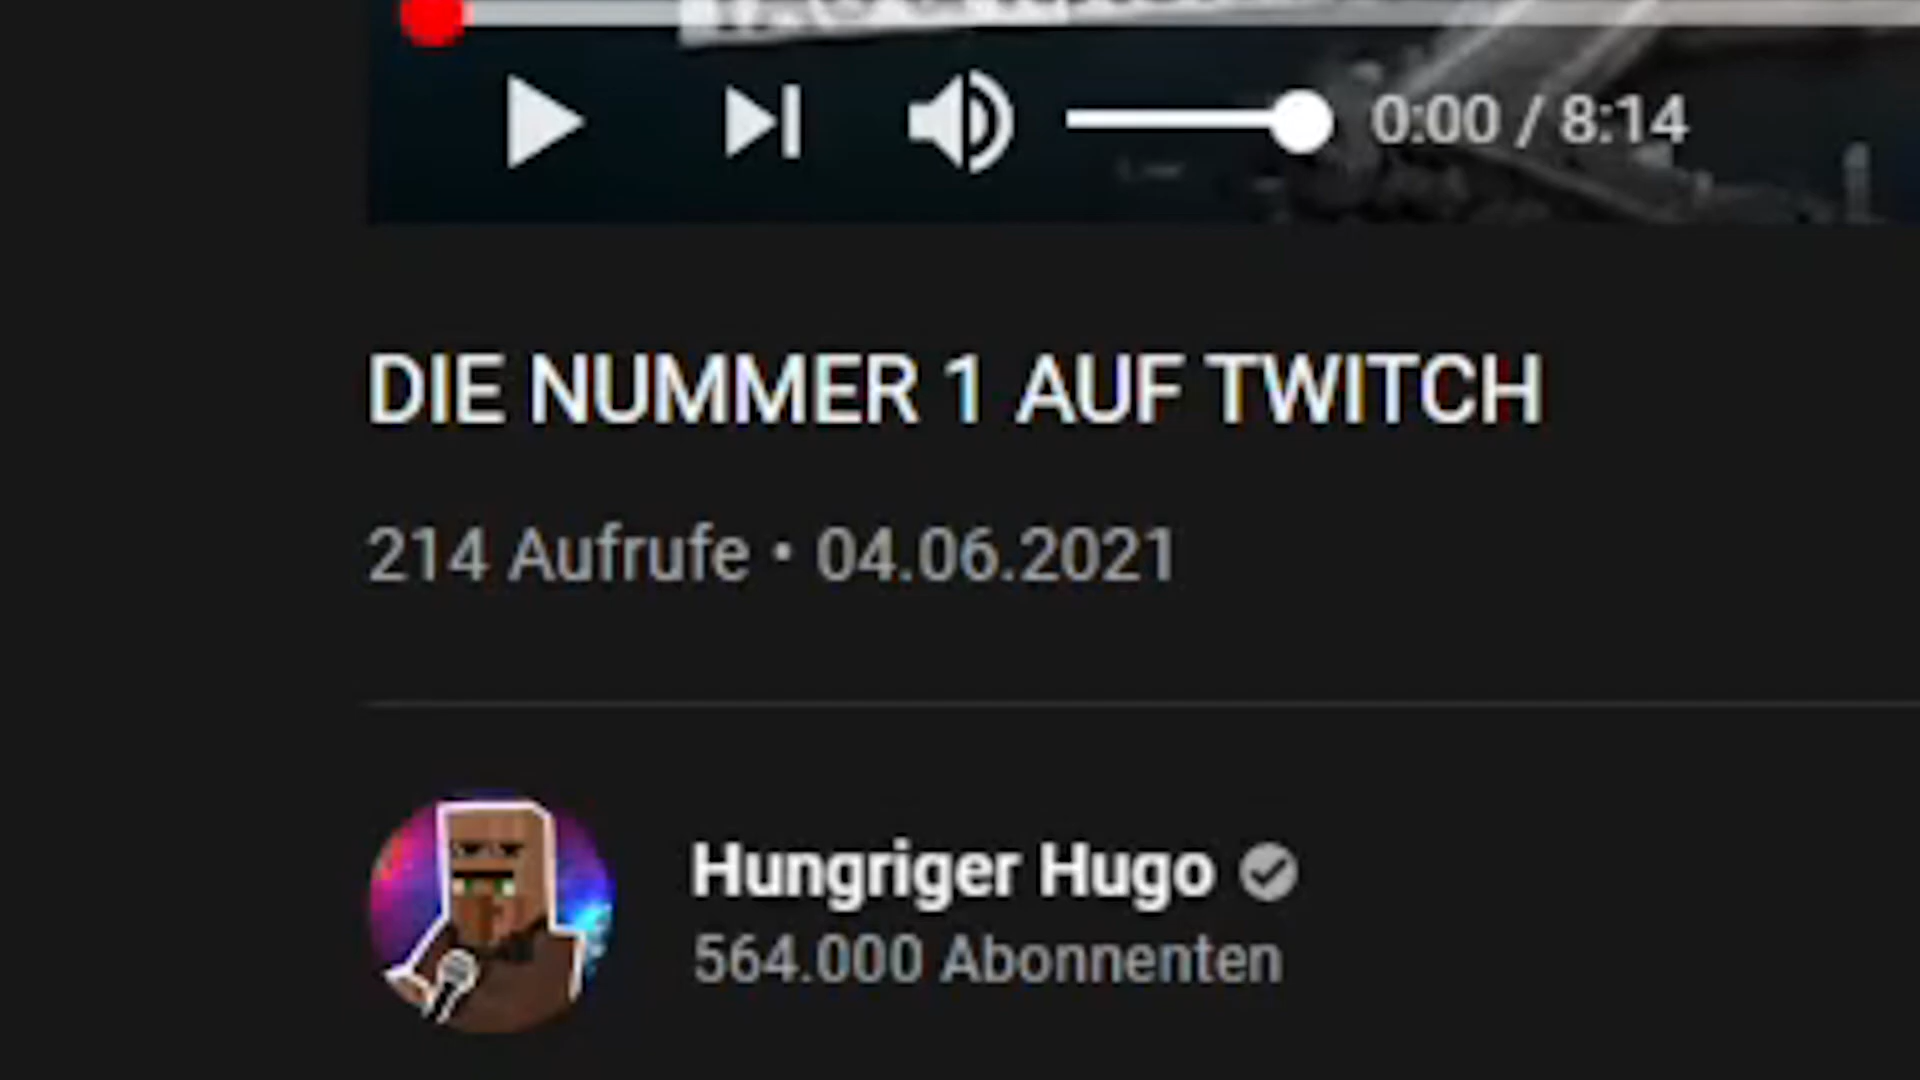 0:00 / 8:14
DIE NUMMER 1 AUF TWITCH
214 Aufrufe • 04.06.2021
Hungriger Hugo
564.000 Abonnenten